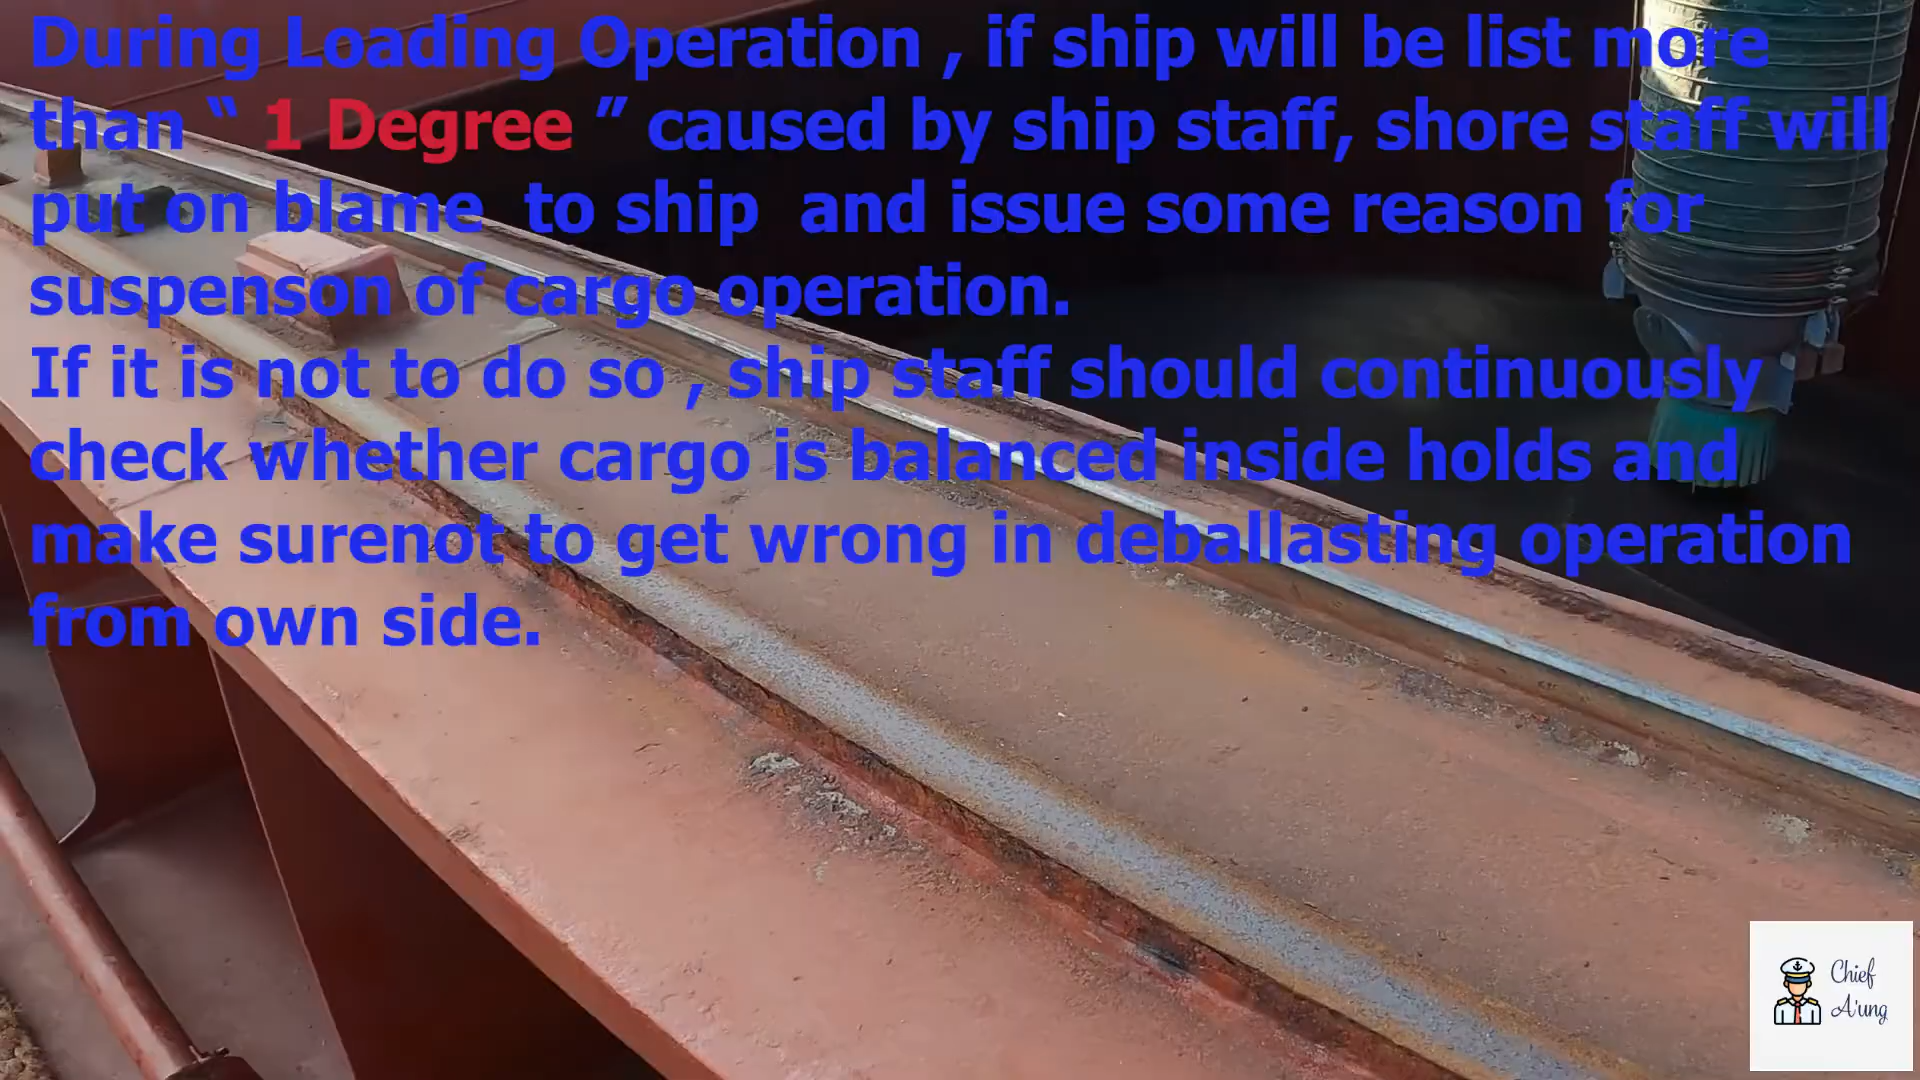 During Loading Operation , if ship will be list more
than “ 1 Degree ” caused by ship staff, shore staff will
put on blame  to ship  and issue some reason for
suspenson of cargo operation.
If it is not to do so , ship staff should continuously
check whether cargo is balanced inside holds and
make surenot to get wrong in deballasting operation
from own side.
Chief
A'ung